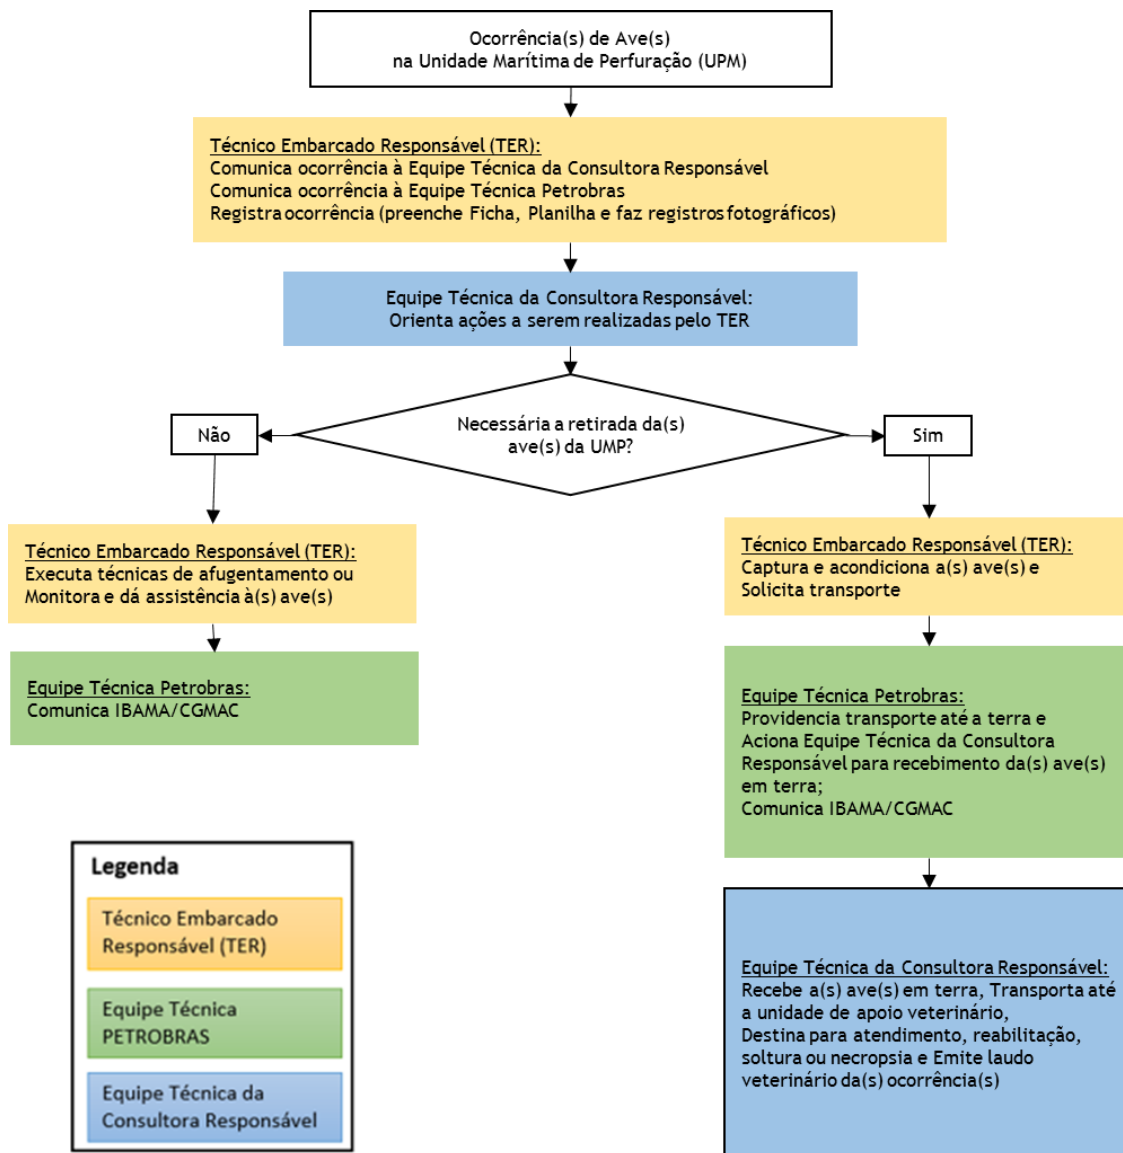 Ocorrência(s) de Ave(s)
na Unidade Marítima de Perfuração (UPM)
Técnico Embarcado Responsável (TER):
Comunica ocorrência à Equipe Técnica da Consultora Responsável
Comunica ocorrência à Equipe Técnica Petrobras
Registra ocorrência (preenche Ficha, Planilha e faz registros fotográficos)
Equipe Técnica da Consultora Responsável:
Orienta ações a serem realizadas pelo TER
Necessária a retirada da(s)
ave(s) da UMP?
Não
Sim
Técnico Embarcado Responsável (TER):
Executa técnicas de afugentamento ou
Monitora e dá assistência à(s) ave(s)
Equipe Técnica Petrobras:
Comunica IBAMA/CGMAC
Técnico Embarcado Responsável (TER):
Captura e acondiciona a(s) ave(s) e
Solicita transporte
Equipe Técnica Petrobras:
Providencia transporte até a terra e
Aciona Equipe Técnica da Consultora
Responsável para recebimento da(s) ave(s)
em terra;
Comunica IBAMA/CGMAC
Equipe Técnica da Consultora Responsável:
Recebe a(s) ave(s) em terra, Transporta até
a unidade de apoio veterinário,
Destina para atendimento, reabilitação,
soltura ou necropsia e Emite laudo
veterinário da(s) ocorrência(s)
Legenda
Técnico Embarcado
Responsável (TER)
Equipe Técnica
PETROBRAS
Equipe Técnica da
Consultora Responsável